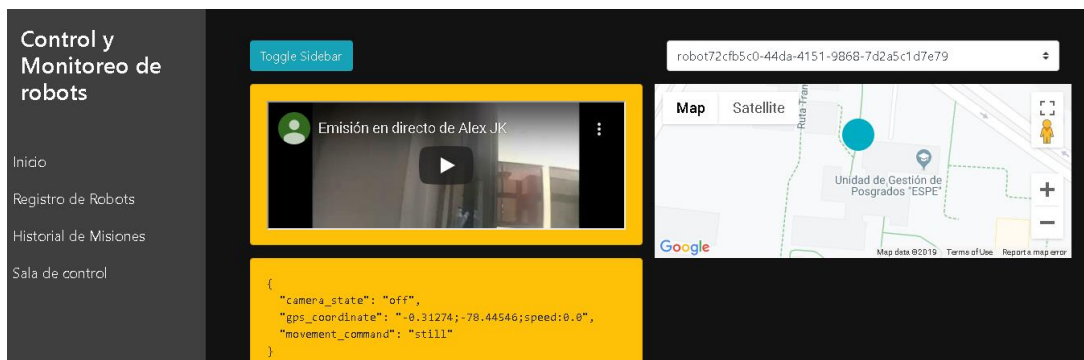 Control y
Monitoreo de
robots
Inicio
Registro de Robots
Historial de Misiones
Sala de control
Toggle Sidebar
robot72cfb5c0-44da-4151-9868-7d2a5c1d7e79
Emisión en directo de Alex JK
{
"camera_state": "off",
"gps_coordinate": "-0.31274;-78.44546;speed:0.0",
"movement_command": "still"
}
Map Satellite
Ruta Tran
Unidad de Gestión de
Posgrados "ESPE"
Google
Map data ©2019 Terms of Use Report a map error